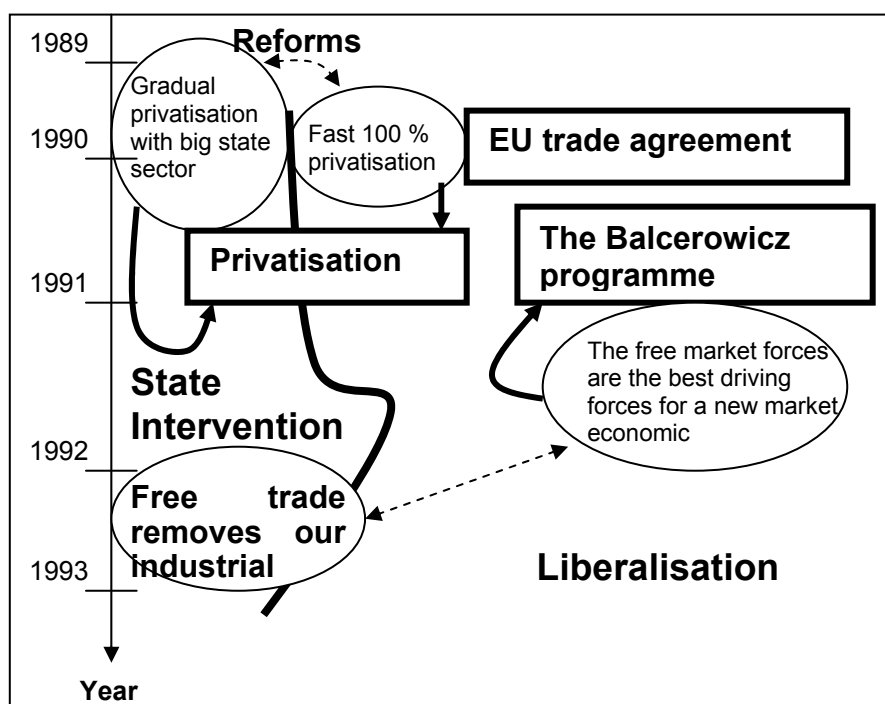 1989
Reforms
Gradual
privatisation
with big state
sector
1990
Fast 100 %
privatisation
EU trade agreement
Privatisation
The Balcerowicz
programme
1991
The free market forces
are the best driving
forces for a new market
economic
State
Intervention
1992
Free trade
removes our
industrial
1993
Liberalisation
Year